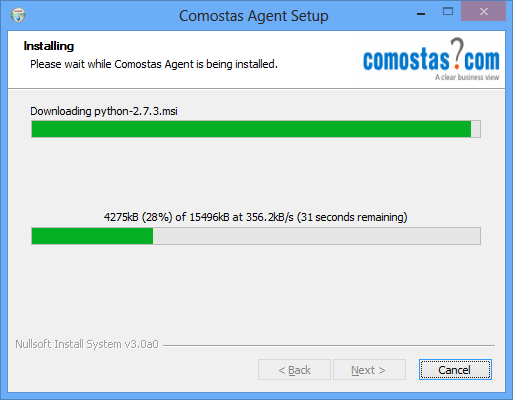 Comostas Agent Setup
Installing
Please wait while Comostas Agent is being installed.
comostas?com
A clear business view
Downloading python-2.7.3.msi
4275kB (28%) of 15496kB at 356.2kB/s (31 seconds remaining)
Nullsoft Install System v3.0a0
< Back
Next >
Cancel